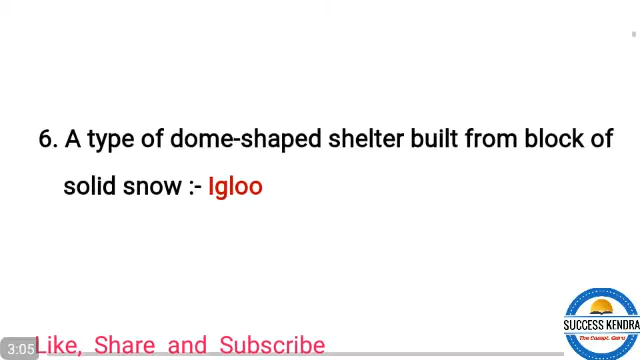 6. A type of dome-shaped shelter built from block of
solid snow :- Igloo
SUCCESS KENDRA
3:05
Like, Share and Subscribe